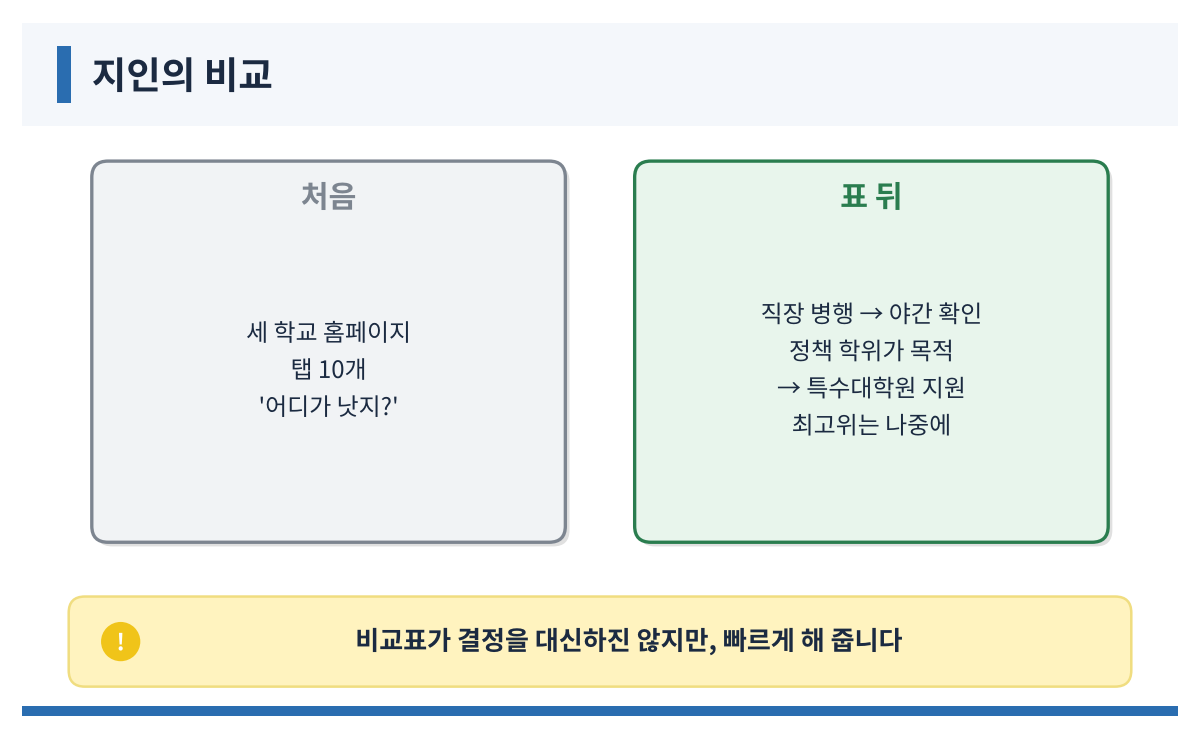 지인의 비교
처음
세 학교 홈페이지
탭 10개
'어디가 낫지?'
표 뒤
직장 병행 → 야간 확인
정책 학위가 목적
→ 특수대학원 지원
최고위는 나중에
!
비교표가 결정을 대신하진 않지만, 빠르게 해 줍니다